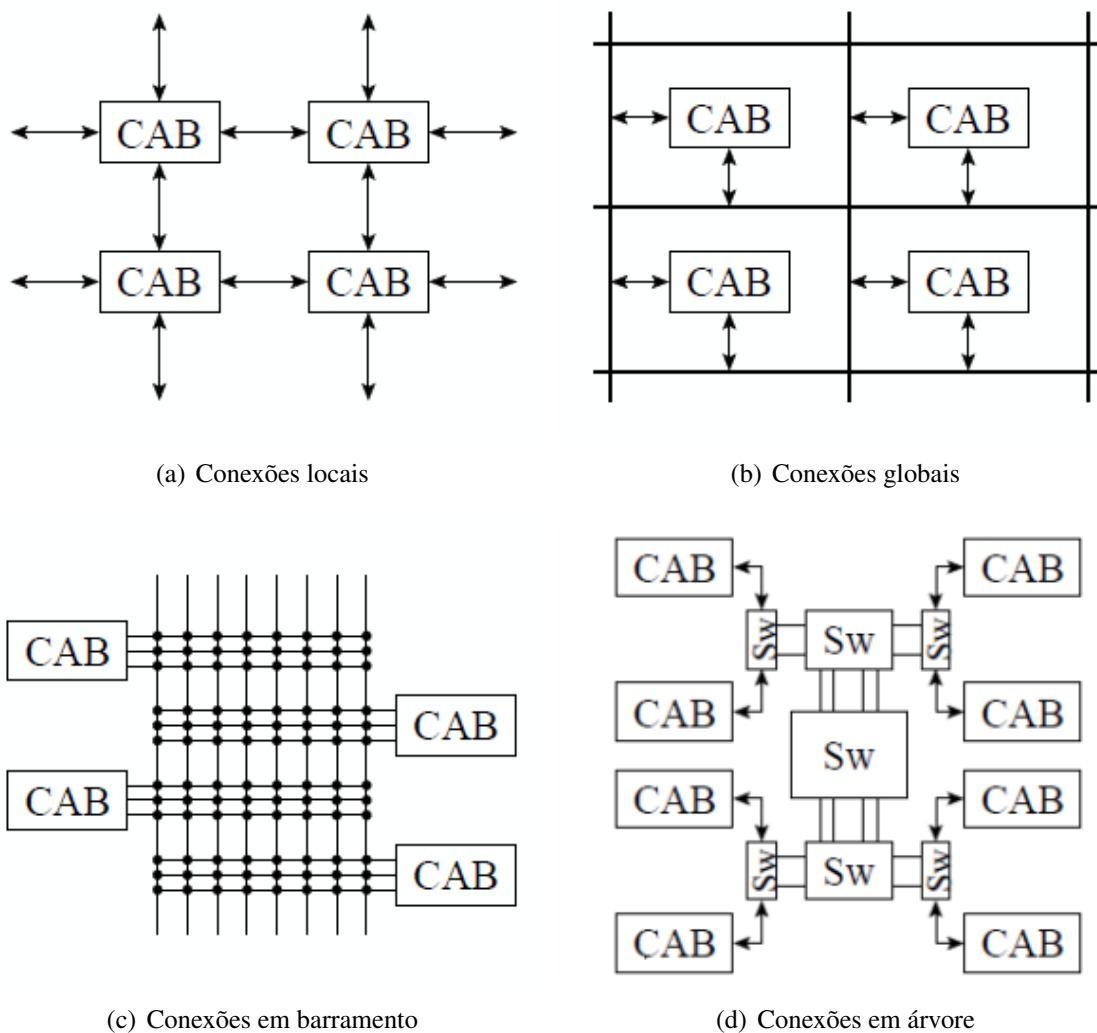 CAB CAB
CAB CAB
(a) Conexões locais
CAB CAB
CAB CAB
(b) Conexões globais
CAB
CAB
CAB
CAB
(c) Conexões em barramento
CAB CAB
Sw Sw Sw
CAB CAB
Sw
CAB CAB
Sw Sw Sw
CAB CAB
(d) Conexões em árvore